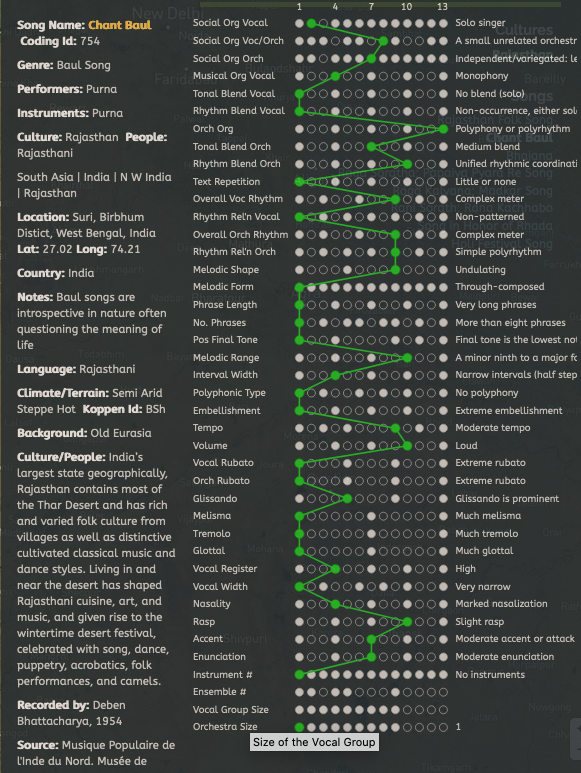 Song Name: Chant Baul
Coding Id: 754
Genre: Baul Song
Performers: Purna
Instruments: Purna
Culture: Rajasthan People:
Rajasthani
South Asia | India | N W India
| Rajasthan
Location: Suri, Birbhum
Distict, West Bengal, India
Lat: 27.02 Long: 74.21
Country: India
Notes: Baul songs are
introspective in nature often
questioning the meaning of
life
Language: Rajasthani
Climate/Terrain: Semi Arid
Steppe Hot Koppen Id: BSh
Background: Old Eurasia
Culture/People: India's
largest state geographically,
Rajasthan contains most of
the Thar Desert and has rich
and varied folk culture from
villages as well as distinctive
cultivated classical music and
dance styles. Living in and
near the desert has shaped
Rajasthani cuisine, art, and
music, and given rise to the
wintertime desert festival,
celebrated with song, dance,
puppetry, acrobatics, folk
performances, and camels.
Recorded by: Deben
Bhattacharya, 1954
Source: Musique Populaire de
l'Inde du Nord. Musée de
1 4 7 10 13
Social Org Vocal Solo singer
Social Org Voc/Orch A small unrelated orchestr
Social Org Orch Independent/variegated: le
Musical Org Vocal Monophony
Tonal Blend Vocal No blend (solo)
Rhythm Blend Vocal Non-occurrence, either sol
Orch Org Polyphony or polyrhythm
Tonal Blend Orch Medium blend
Rhythm Blend Orch Unified rhythmic coordinati
Text Repetition Little or none
Overall Voc Rhythm Complex meter
Rhythm Rel'n Vocal Non-patterned
Overall Orch Rhythm Complex meter
Rhythm Rel'n Orch Simple polyrhythm
Melodic Shape Undulating
Melodic Form Through-composed
Phrase Length Very long phrases
No. Phrases More than eight phrases
Pos Final Tone Final tone is the lowest not
Melodic Range A minor ninth to a major fo
Interval Width Narrow intervals (half step
Polyphonic Type No polyphony
Embellishment Extreme embellishment
Tempo Moderate tempo
Volume Loud
Vocal Rubato Extreme rubato
Orch Rubato Extreme rubato
Glissando Glissando is prominent
Melisma Much melisma
Tremolo Much tremolo
Glottal Much glottal
Vocal Register High
Vocal Width Very narrow
Nasality Marked nasalization
Rasp Slight rasp
Accent Moderate accent or attack
Enunciation Moderate enunciation
Instrument # No instruments
Ensemble #
Vocal Group Size
Orchestra Size 1
Size of the Vocal Group
New Delhi
Cultures
Rajasthan
Songs
Chant Baul
Holi Festival Song